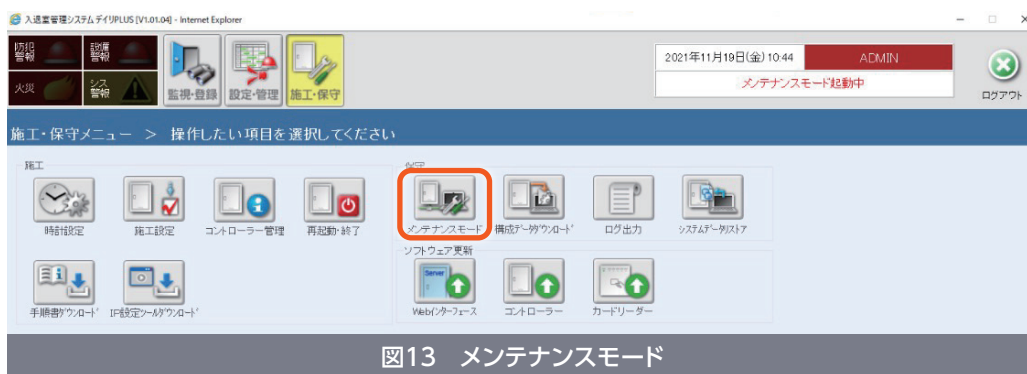 入退室管理システム デイリPLUS [V1.01.04] - Internet Explorer
防犯警報
設備警報
火災
シス警報
監視・登録
設定・管理
施工・保守
2021年11月19日(金) 10:44
ADMIN
メンテナンスモード起動中
ログアウト
施工・保守メニュー > 操作したい項目を選択してください
施工
保守
時計設定
施工設定
コントローラー管理
再起動・終了
メンテナンスモード
構成データダウンロード
ログ出力
システムデータリストア
ソフトウェア更新
手順書ダウンロード
IP設定ツールダウンロード
Server
Webインターフェース
コントローラー
カードリーダー
図13 メンテナンスモード